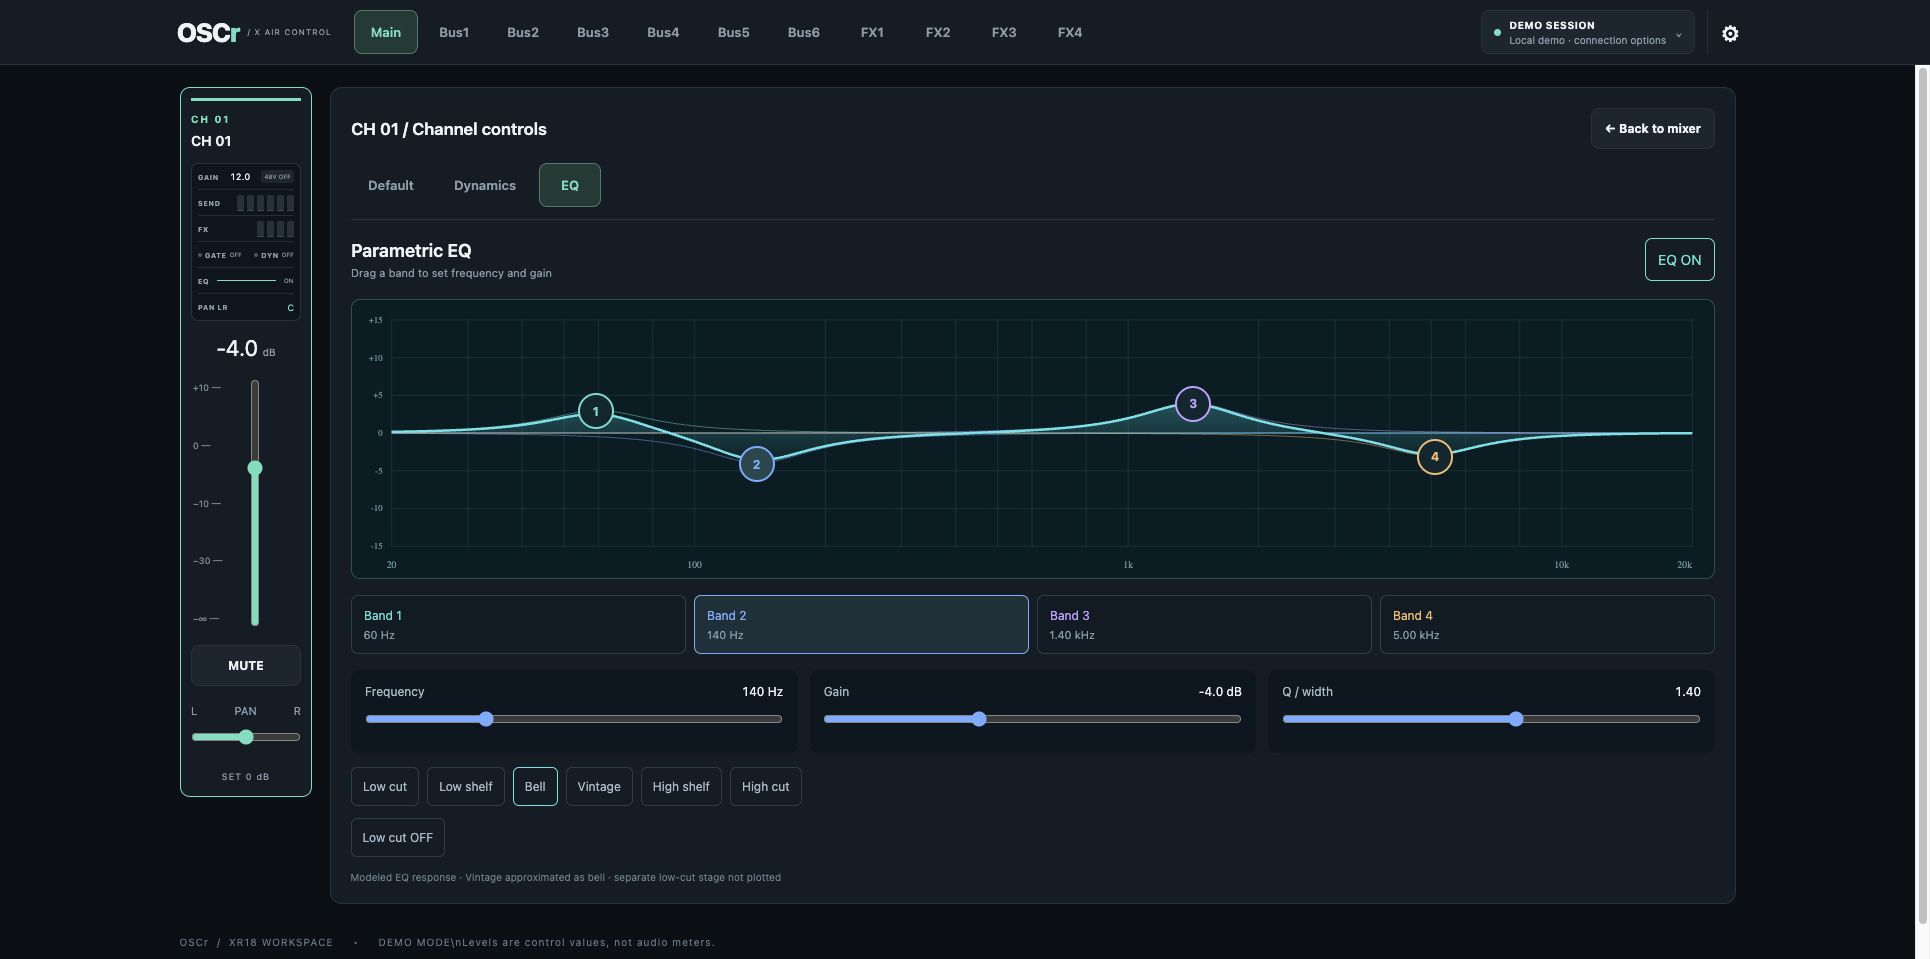 OSCr / X AIR CONTROL
Main Bus1 Bus2 Bus3 Bus4 Bus5 Bus6 FX1 FX2 FX3 FX4
DEMO SESSION
Local demo · connection options
CH 01
CH 01
GAIN 12.0 48V OFF
SEND
FX
GATE OFF DYN OFF
EQ ON
PAN LR C
-4.0 dB
+10
0
−10
−30
−∞
MUTE
L PAN R
SET 0 dB
CH 01 / Channel controls
← Back to mixer
Default Dynamics EQ
Parametric EQ
Drag a band to set frequency and gain
EQ ON
+15
+10
+5
0
-5
-10
-15
1
2
3
4
20 100 1k 10k 20k
Band 1
60 Hz
Band 2
140 Hz
Band 3
1.40 kHz
Band 4
5.00 kHz
Frequency 140 Hz
Gain -4.0 dB
Q / width 1.40
Low cut Low shelf Bell Vintage High shelf High cut
Low cut OFF
Modeled EQ response · Vintage approximated as bell · separate low-cut stage not plotted
OSCr / XR18 WORKSPACE · DEMO MODE\nLevels are control values, not audio meters.